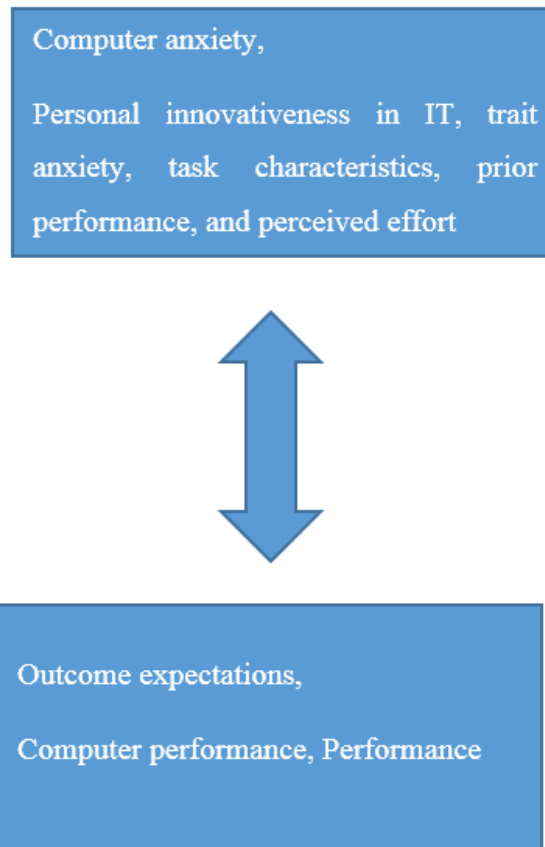 Computer anxiety,
Personal innovativeness in IT, trait
anxiety, task characteristics, prior
performance, and perceived effort
Outcome expectations,
Computer performance, Performance